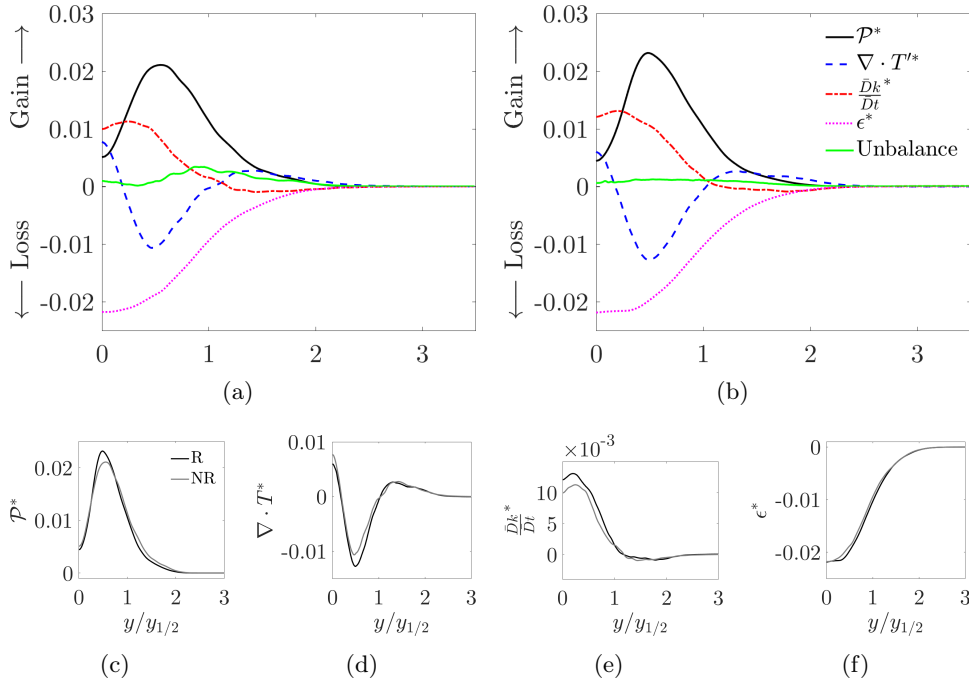 Gain ⟶
⟵ Loss
0.03
0.02
0.01
0
-0.01
-0.02
0 1 2 3
(a)
Gain ⟶
⟵ Loss
0.03
0.02
0.01
0
-0.01
-0.02
0 1 2 3
𝒫*
∇ · T′*
D̄k/D̄t *
ϵ*
Unbalance
(b)
𝒫*
0.02
0.01
0
R
NR
0 1 2 3
y/y1/2
(c)
∇ · T*
0.01
0
-0.01
0 1 2 3
y/y1/2
(d)
×10-3
D̄k/D̄t *
10
5
0
0 1 2 3
y/y1/2
(e)
ϵ*
0
-0.01
-0.02
0 1 2 3
y/y1/2
(f)